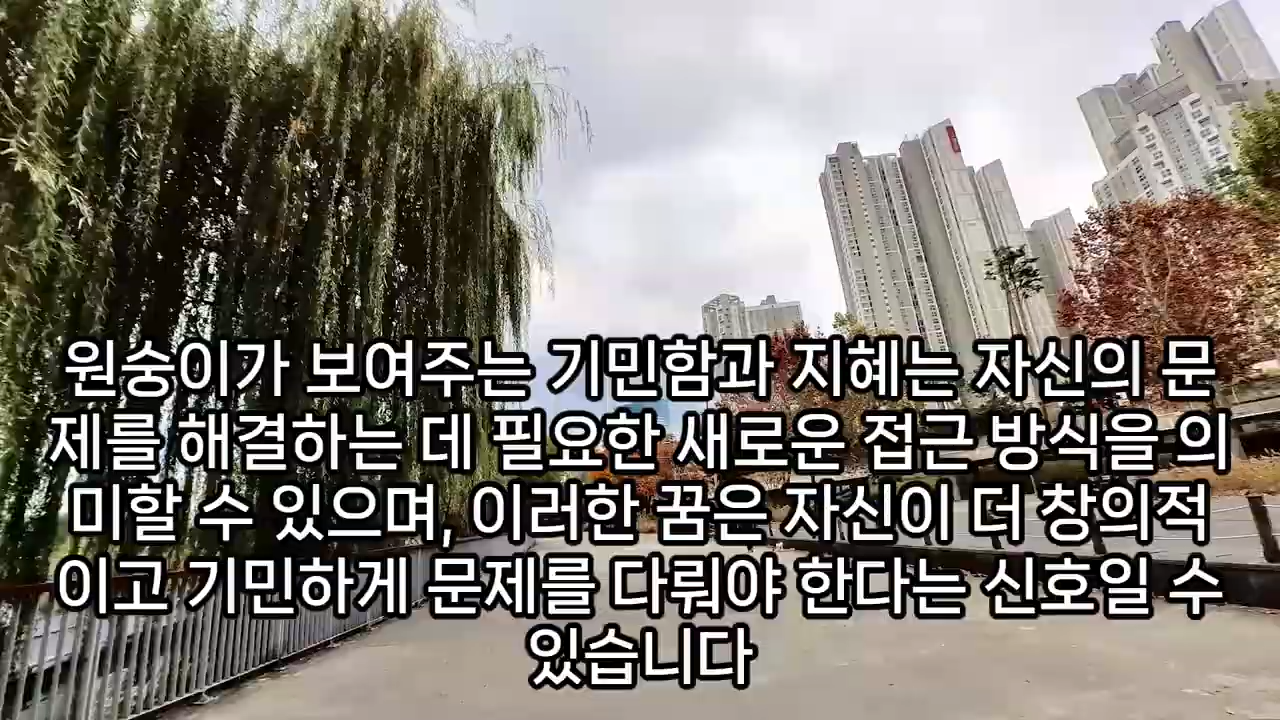 원숭이가 보여주는 기민함과 지혜는 자신의 문
제를 해결하는 데 필요한 새로운 접근 방식을 의
미할 수 있으며, 이러한 꿈은 자신이 더 창의적
이고 기민하게 문제를 다뤄야 한다는 신호일 수
있습니다